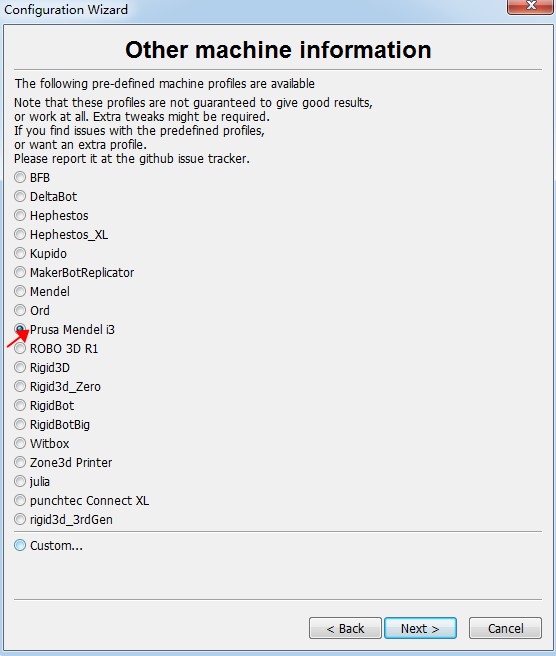 Configuration Wizard
Other machine information
The following pre-defined machine profiles are available
Note that these profiles are not guaranteed to give good results,
or work at all. Extra tweaks might be required.
If you find issues with the predefined profiles,
or want an extra profile.
Please report it at the github issue tracker.
BFB
DeltaBot
Hephestos
Hephestos_XL
Kupido
MakerBotReplicator
Mendel
Ord
Prusa Mendel i3
ROBO 3D R1
Rigid3D
Rigid3d_Zero
RigidBot
RigidBotBig
Witbox
Zone3d Printer
julia
punchtec Connect XL
rigid3d_3rdGen
Custom...
< Back Next > Cancel